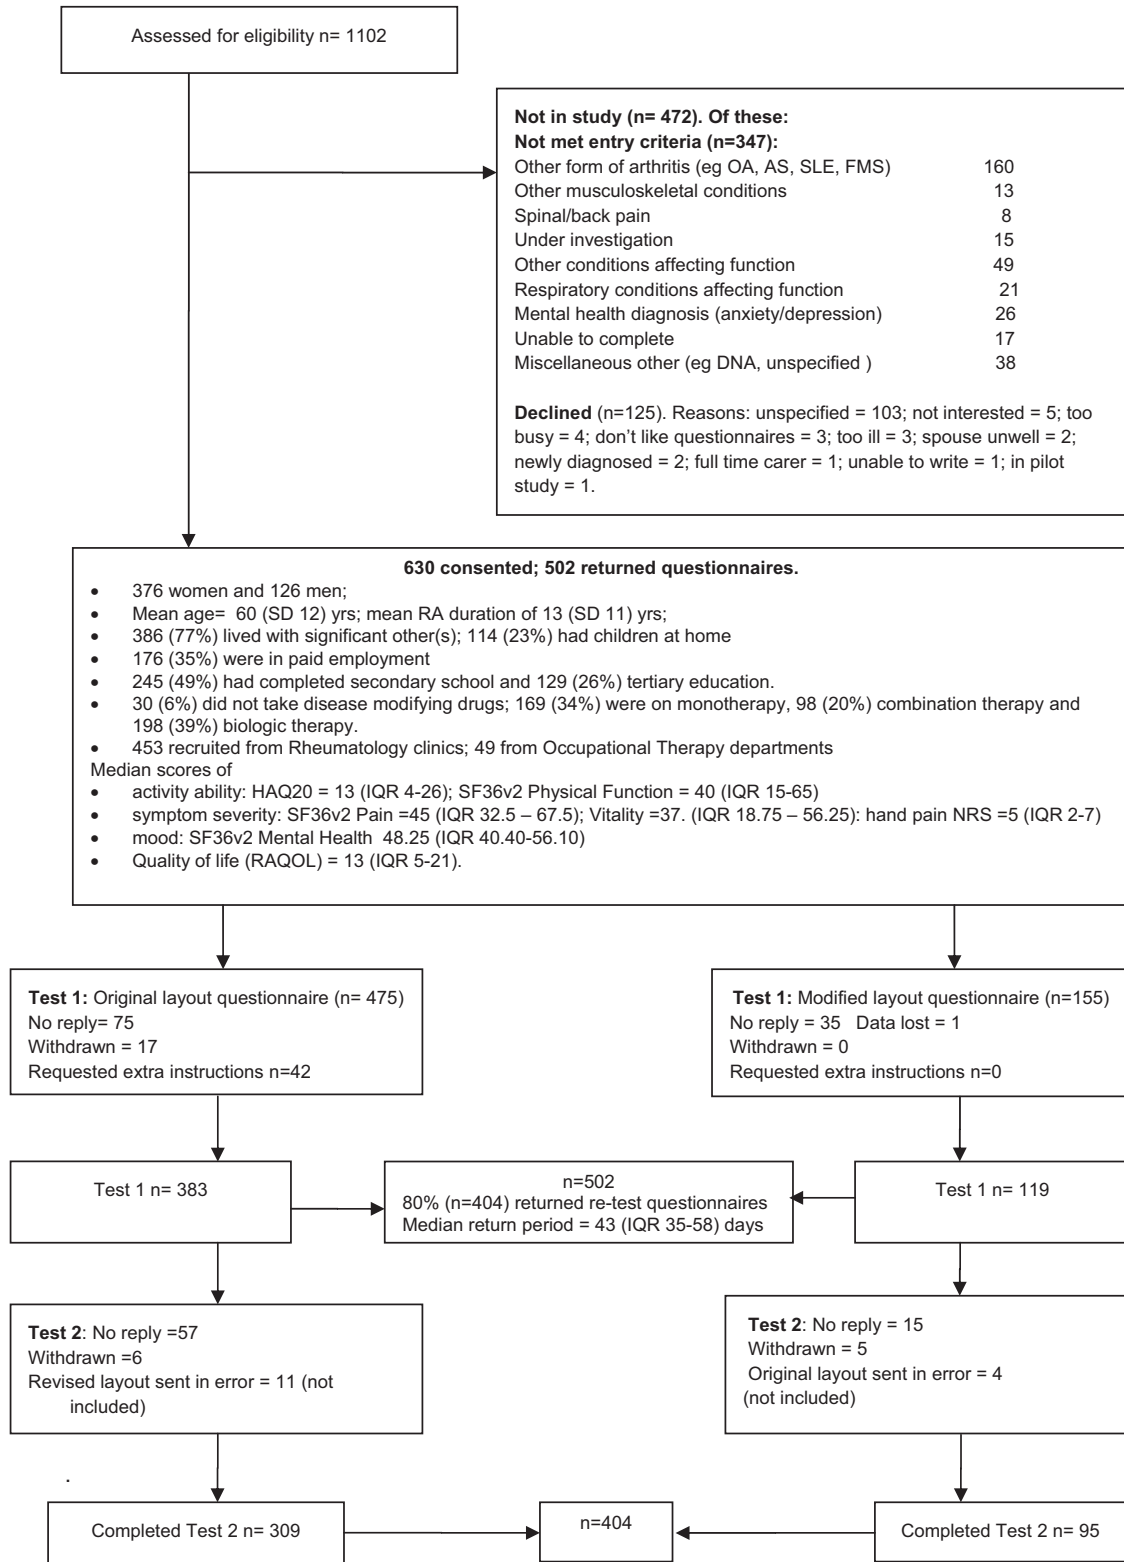 Assessed for eligibility n= 1102
Not in study (n= 472). Of these:
Not met entry criteria (n=347):
Other form of arthritis (eg OA, AS, SLE, FMS) 160
Other musculoskeletal conditions 13
Spinal/back pain 8
Under investigation 15
Other conditions affecting function 49
Respiratory conditions affecting function 21
Mental health diagnosis (anxiety/depression) 26
Unable to complete 17
Miscellaneous other (eg DNA, unspecified ) 38
Declined (n=125). Reasons: unspecified = 103; not interested = 5; too
busy = 4; don’t like questionnaires = 3; too ill = 3; spouse unwell = 2;
newly diagnosed = 2; full time carer = 1; unable to write = 1; in pilot
study = 1.
630 consented; 502 returned questionnaires.
• 376 women and 126 men;
• Mean age= 60 (SD 12) yrs; mean RA duration of 13 (SD 11) yrs;
• 386 (77%) lived with significant other(s); 114 (23%) had children at home
• 176 (35%) were in paid employment
• 245 (49%) had completed secondary school and 129 (26%) tertiary education.
• 30 (6%) did not take disease modifying drugs; 169 (34%) were on monotherapy, 98 (20%) combination therapy and
198 (39%) biologic therapy.
• 453 recruited from Rheumatology clinics; 49 from Occupational Therapy departments
Median scores of
• activity ability: HAQ20 = 13 (IQR 4-26); SF36v2 Physical Function = 40 (IQR 15-65)
• symptom severity: SF36v2 Pain =45 (IQR 32.5 – 67.5); Vitality =37. (IQR 18.75 – 56.25): hand pain NRS =5 (IQR 2-7)
• mood: SF36v2 Mental Health 48.25 (IQR 40.40-56.10)
• Quality of life (RAQOL) = 13 (IQR 5-21).
Test 1: Original layout questionnaire (n= 475)
No reply= 75
Withdrawn = 17
Requested extra instructions n=42
Test 1: Modified layout questionnaire (n=155)
No reply = 35 Data lost = 1
Withdrawn = 0
Requested extra instructions n=0
Test 1 n= 383
n=502
80% (n=404) returned re-test questionnaires
Median return period = 43 (IQR 35-58) days
Test 1 n= 119
Test 2: No reply =57
Withdrawn =6
Revised layout sent in error = 11 (not
included)
Test 2: No reply = 15
Withdrawn = 5
Original layout sent in error = 4
(not included)
.
Completed Test 2 n= 309
n=404
Completed Test 2 n= 95